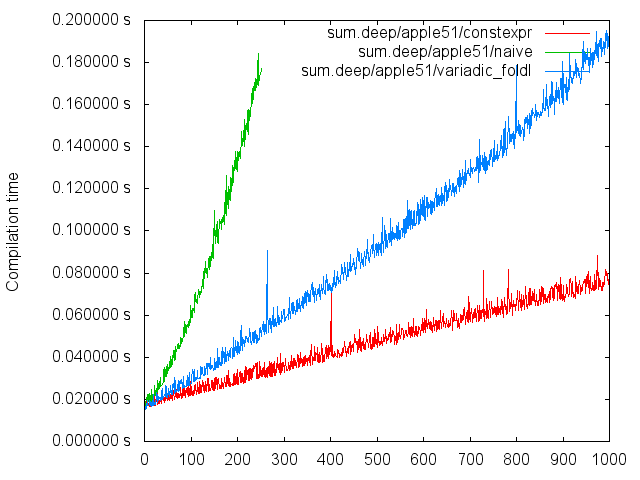 0.200000 s
0.180000 s
0.160000 s
0.140000 s
0.120000 s
0.100000 s
0.080000 s
0.060000 s
0.040000 s
0.020000 s
0.000000 s
Compilation time
sum.deep/apple51/constexpr
sum.deep/apple51/naive
sum.deep/apple51/variadic_foldl
0 100 200 300 400 500 600 700 800 900 1000